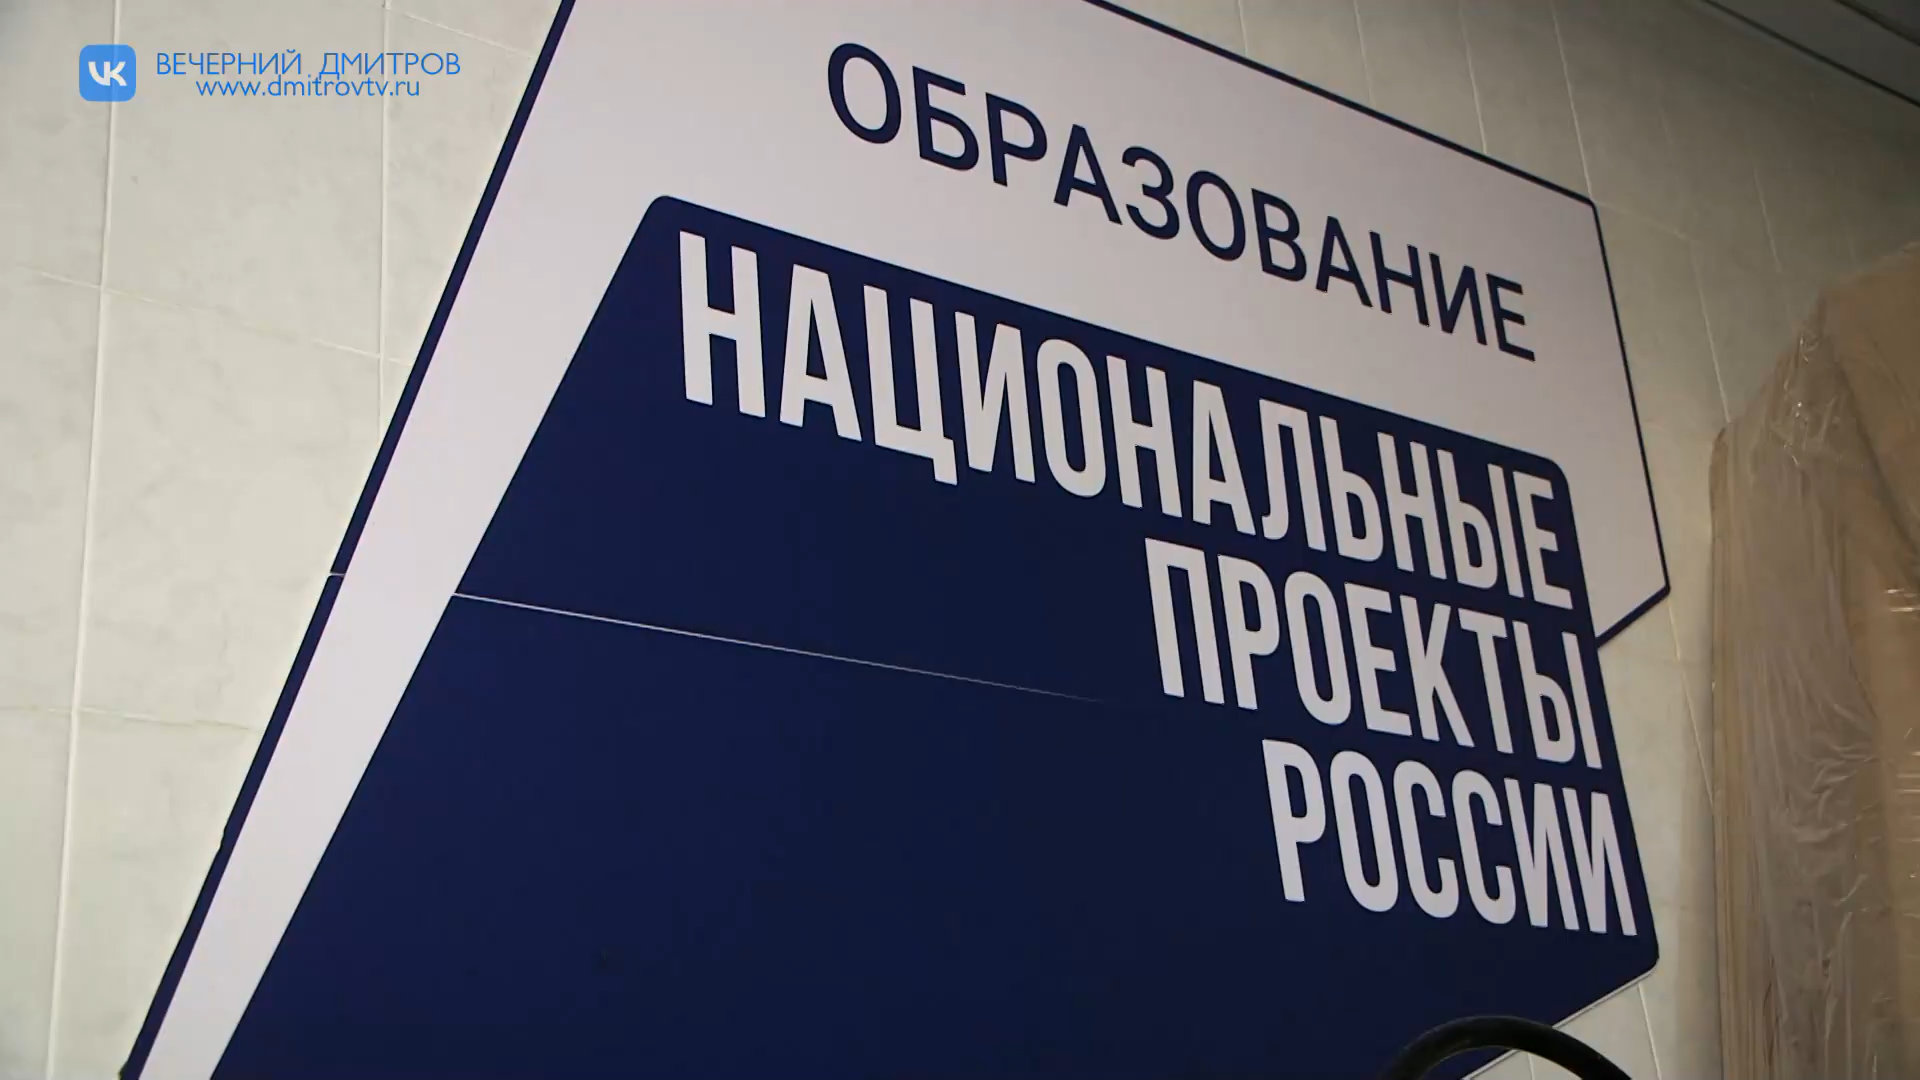 ВЕЧЕРНИЙ ДМИТРОВ
www.dmitrovtv.ru
ОБРАЗОВАНИЕ
НАЦИОНАЛЬНЫЕ
ПРОЕКТЫ
РОССИИ